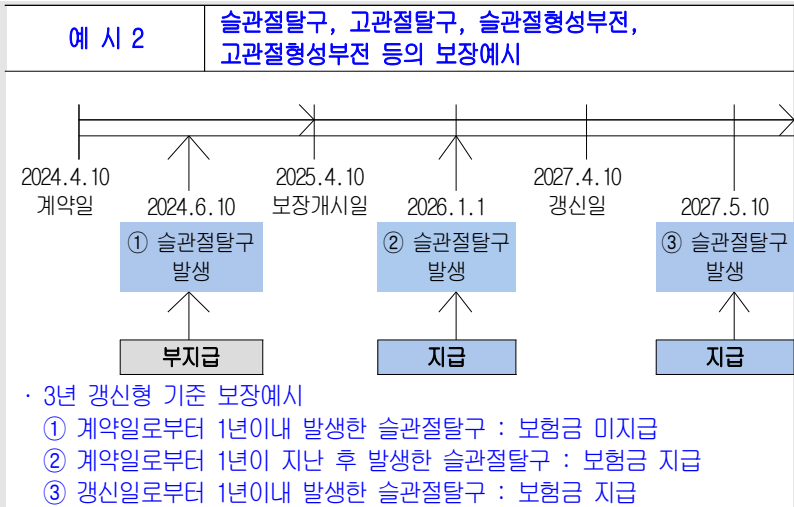 예 시 2
슬관절탈구, 고관절탈구, 슬관절형성부전,
고관절형성부전 등의 보장예시
2024.4.10
계약일
2024.6.10
2025.4.10
보장개시일
2026.1.1
2027.4.10
갱신일
2027.5.10
① 슬관절탈구
발생
② 슬관절탈구
발생
③ 슬관절탈구
발생
부지급
지급
지급
· 3년 갱신형 기준 보장예시
① 계약일로부터 1년이내 발생한 슬관절탈구 : 보험금 미지급
② 계약일로부터 1년이 지난 후 발생한 슬관절탈구 : 보험금 지급
③ 갱신일로부터 1년이내 발생한 슬관절탈구 : 보험금 지급